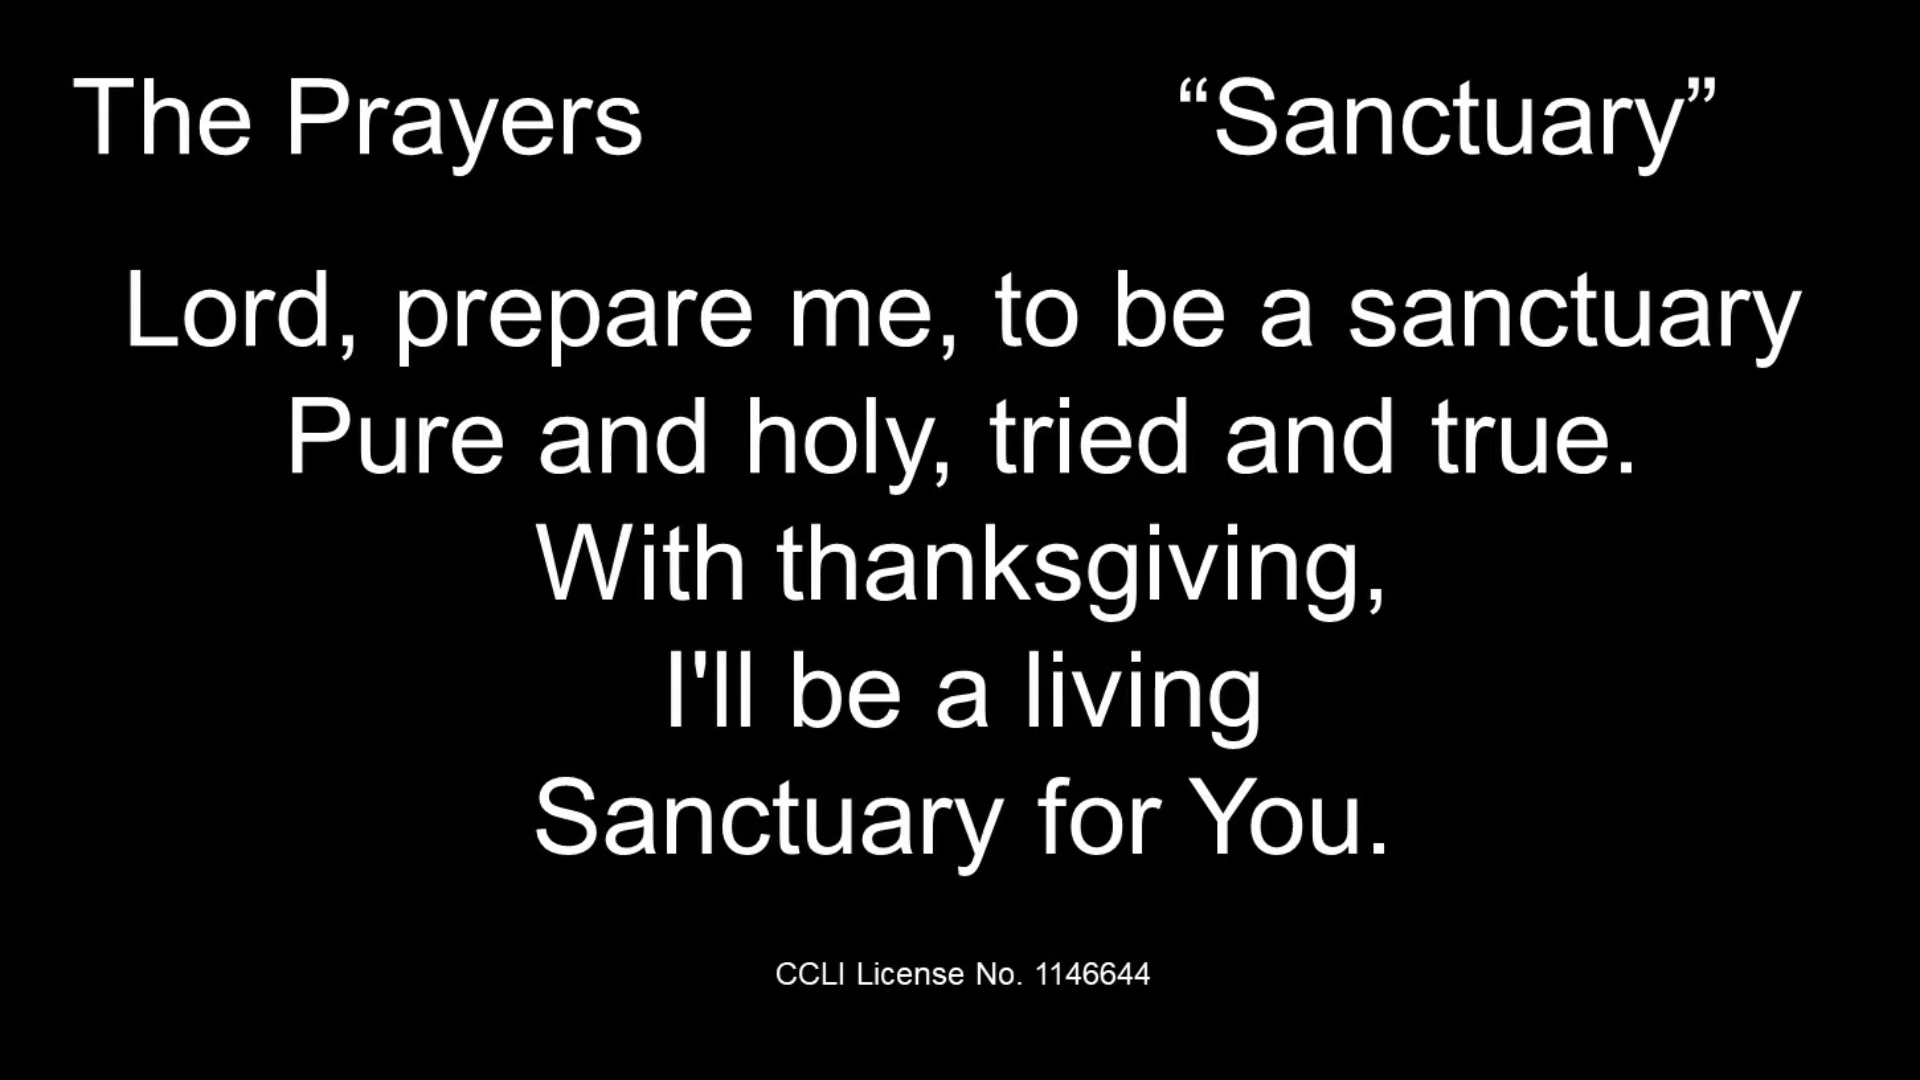 The Prayers “Sanctuary”
Lord, prepare me, to be a sanctuary
Pure and holy, tried and true.
With thanksgiving,
I'll be a living
Sanctuary for You.
CCLI License No. 1146644